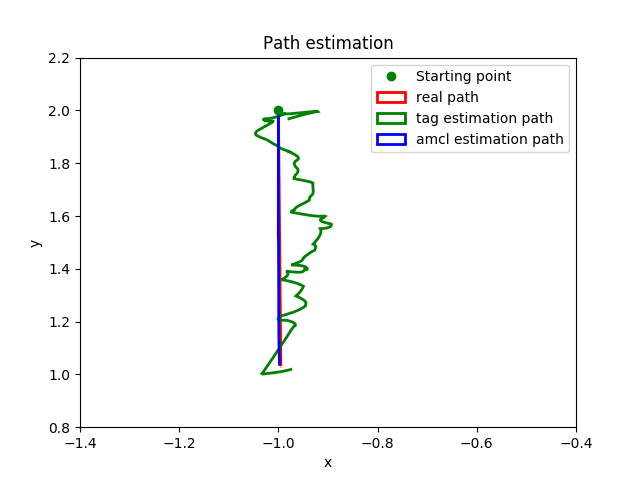 Path estimation
2.2
2.0
1.8
1.6
1.4
1.2
1.0
0.8
y
Starting point
real path
tag estimation path
amcl estimation path
−1.4
−1.2
−1.0
−0.8
−0.6
−0.4
x